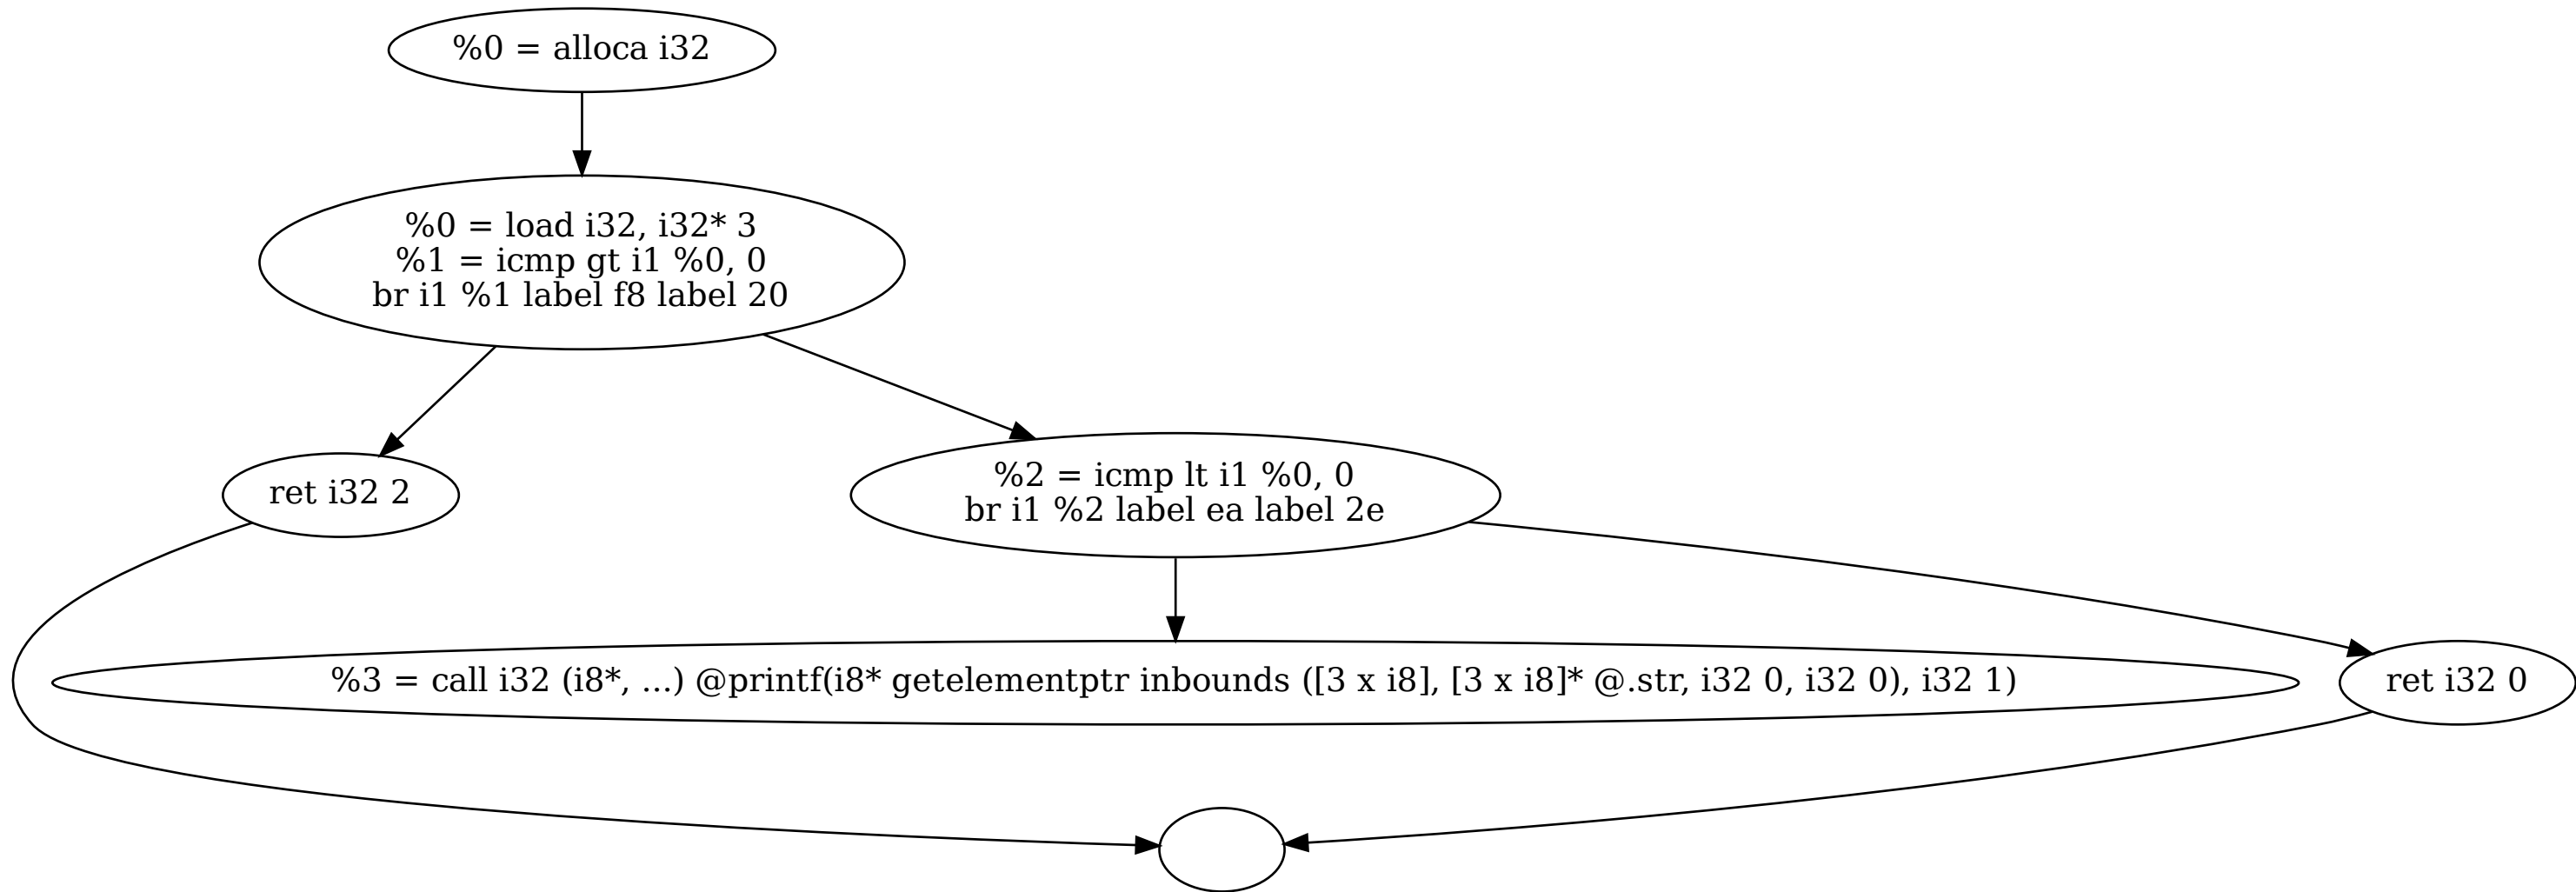 %0 = alloca i32
%0 = load i32, i32* 3
%1 = icmp gt i1 %0, 0
br i1 %1 label f8 label 20
ret i32 2
%2 = icmp lt i1 %0, 0
br i1 %2 label ea label 2e
%3 = call i32 (i8*, ...) @printf(i8* getelementptr inbounds ([3 x i8], [3 x i8]* @.str, i32 0, i32 0), i32 1)
ret i32 0